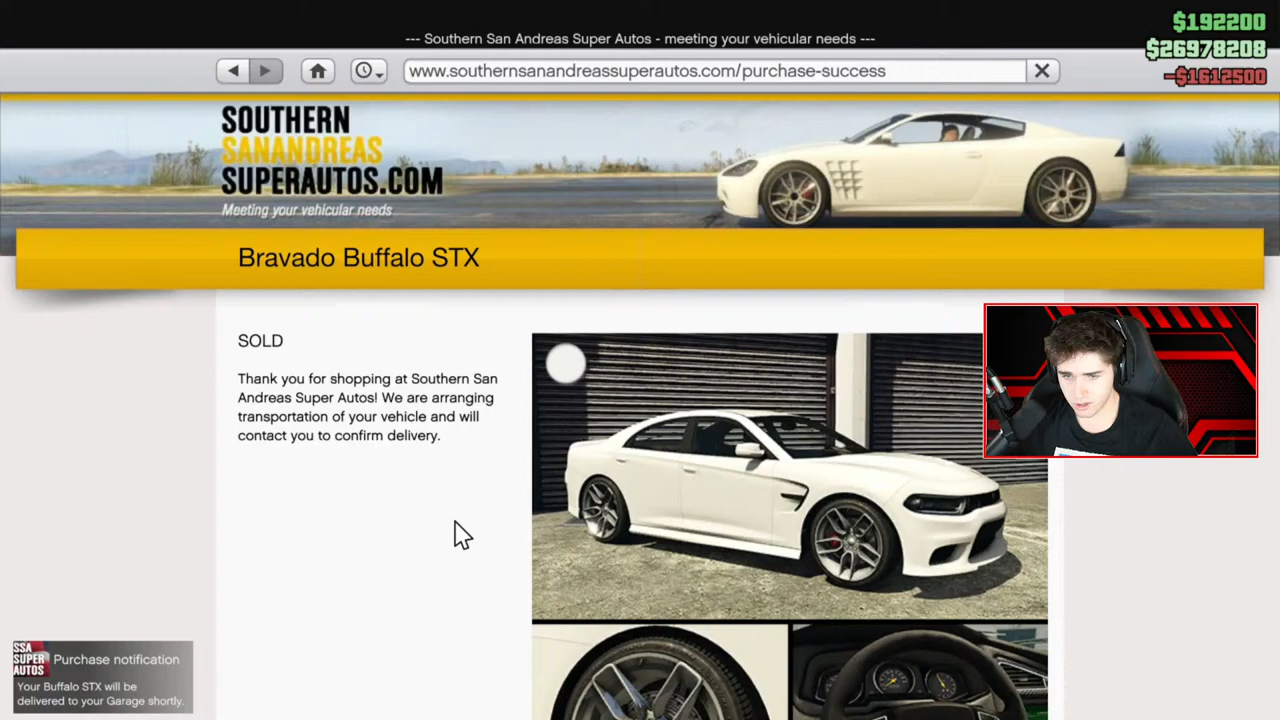 $192200
--- Southern San Andreas Super Autos - meeting your vehicular needs ---
$26978208
-$1612500
www.southernsanandreassuperautos.com/purchase-success
SOUTHERN
SANANDREAS
SUPERAUTOS.COM
Meeting your vehicular needs
Bravado Buffalo STX
SOLD
Thank you for shopping at Southern San
Andreas Super Autos! We are arranging
transportation of your vehicle and will
contact you to confirm delivery.
SSA
SUPER
AUTOS
Purchase notification
Your Buffalo STX will be
delivered to your Garage shortly.